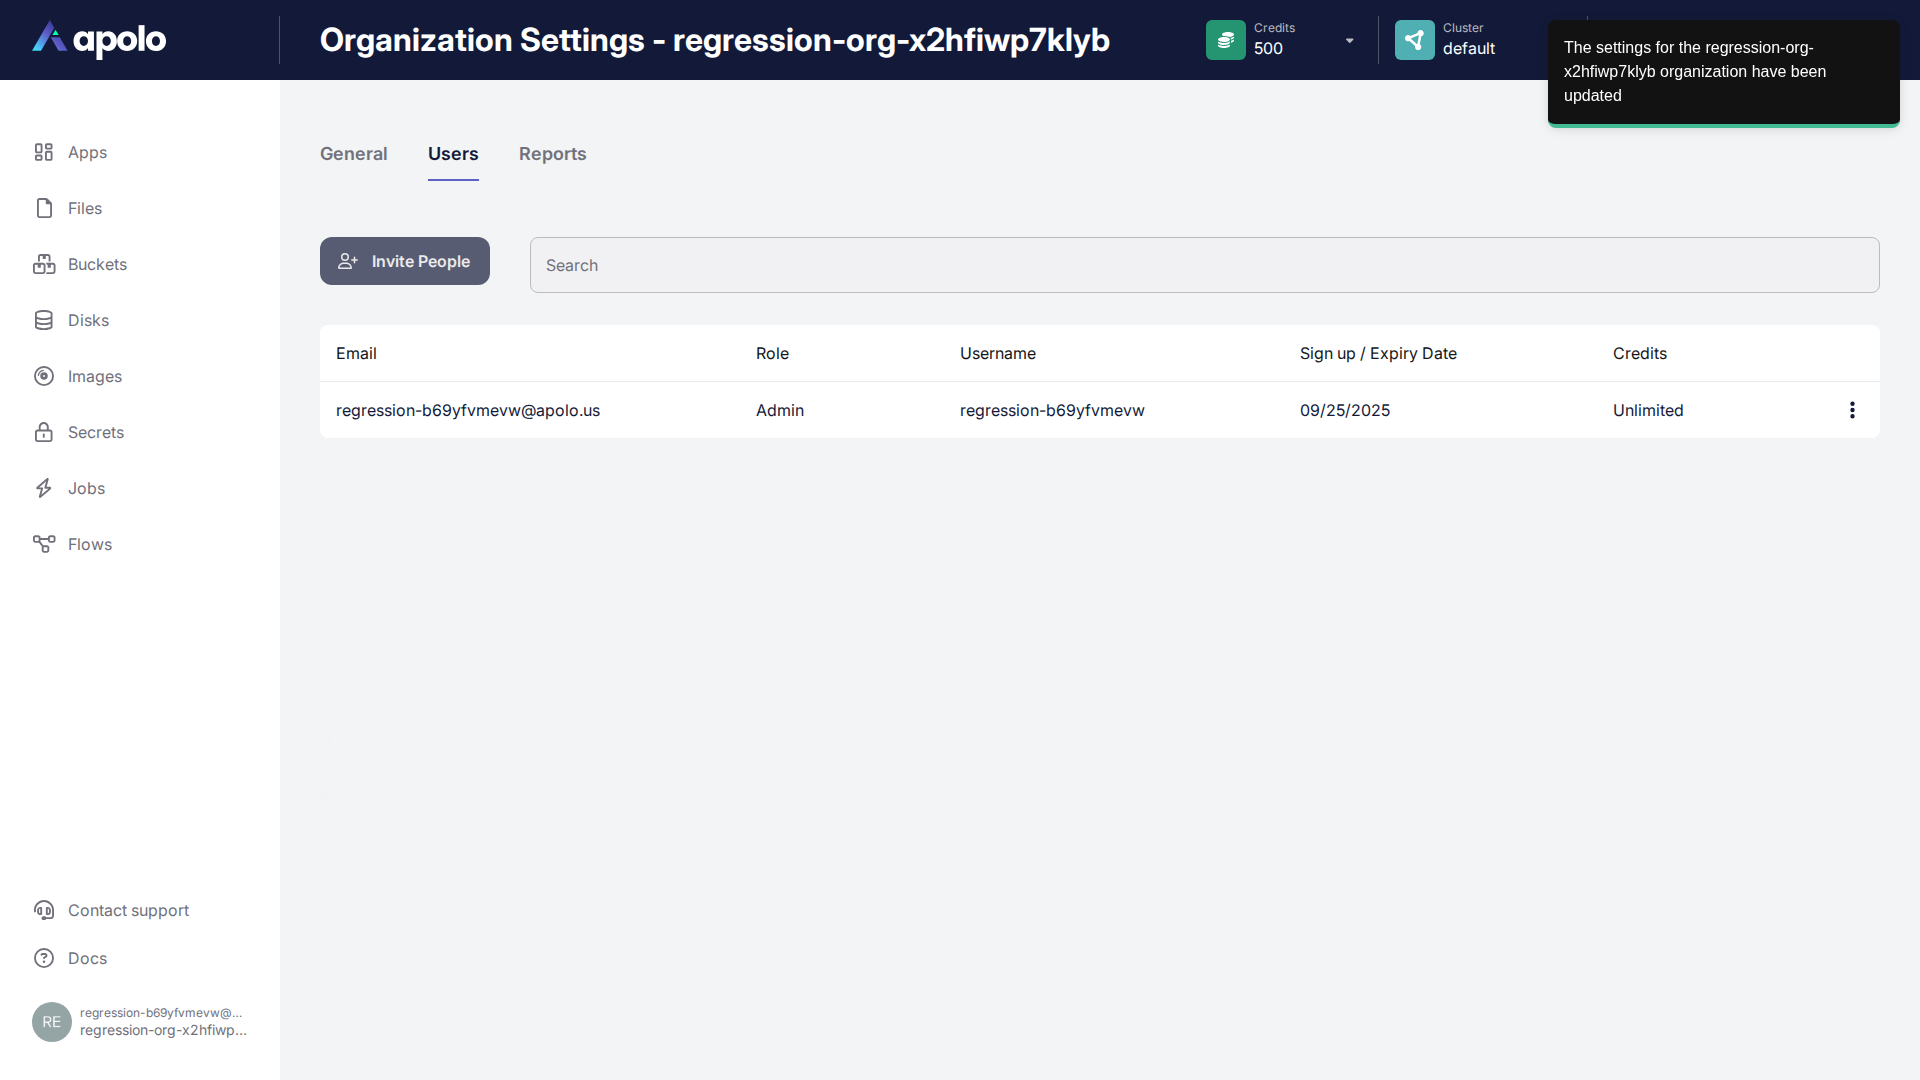 apolo
Organization Settings - regression-org-x2hfiwp7klyb
Credits
500
Cluster
default
The settings for the regression-org-
x2hfiwp7klyb organization have been
updated
Apps
Files
Buckets
Disks
Images
Secrets
Jobs
Flows
Contact support
Docs
RE
regression-b69yfvmevw@...
regression-org-x2hfiwp...
General Users Reports
Invite People
Search
Email Role Username Sign up / Expiry Date Credits
regression-b69yfvmevw@apolo.us Admin regression-b69yfvmevw 09/25/2025 Unlimited